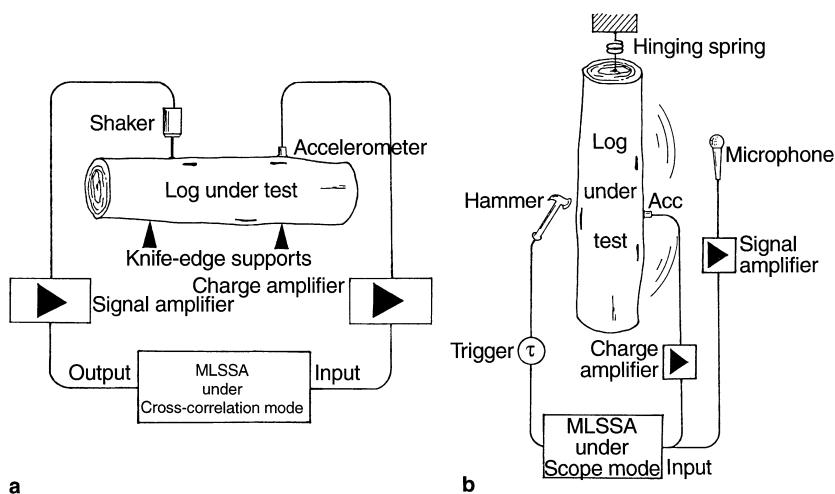 Shaker
Accelerometer
Log under test
Knife-edge supports
Charge amplifier
Signal amplifier
Output
Input
MLSSA
under
Cross-correlation mode
a
Hinging spring
Log
under
test
Microphone
Hammer
Acc
Signal
amplifier
Trigger
τ
Charge
amplifier
MLSSA
under
Scope mode
Input
b